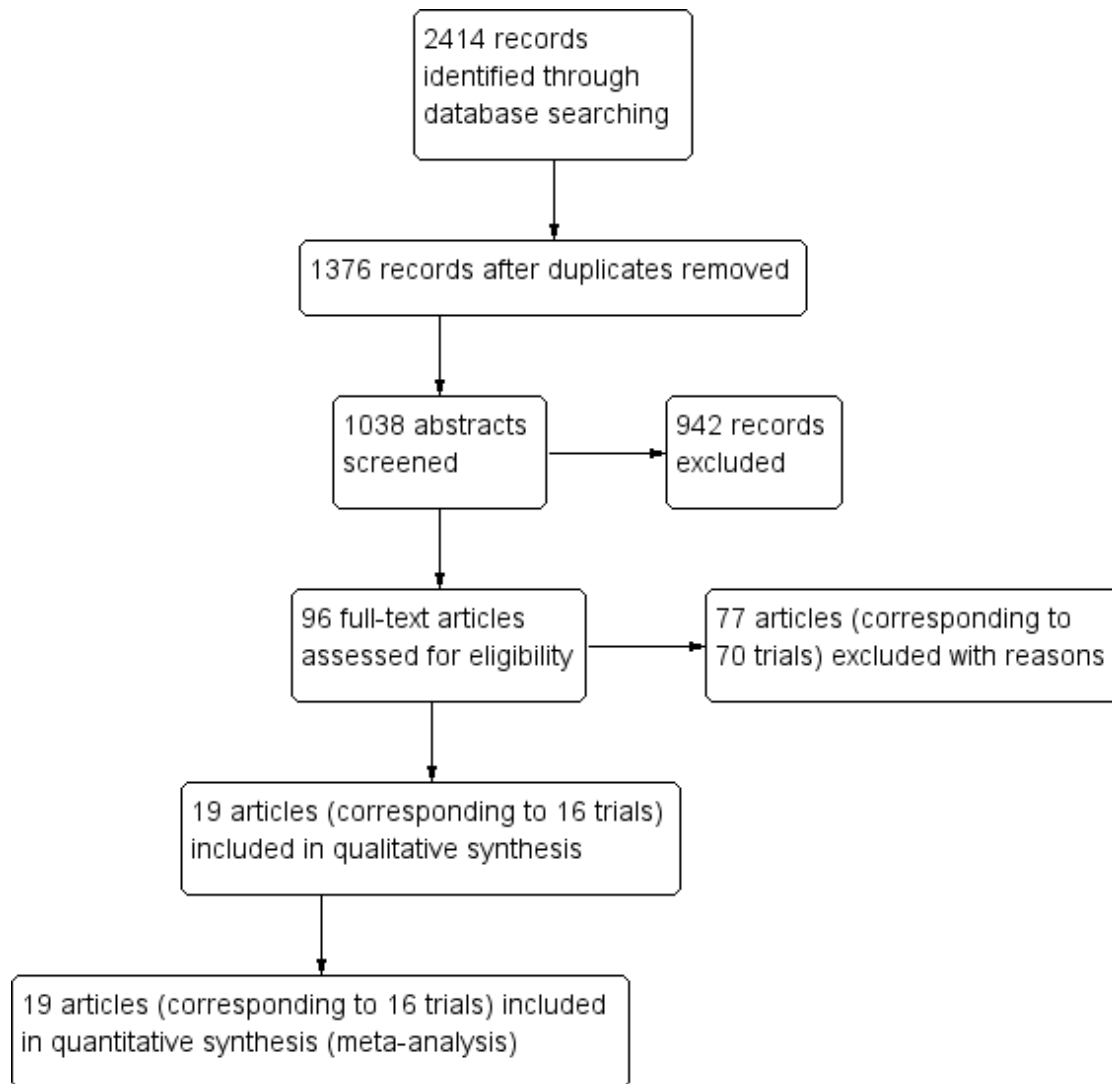 2414 records
identified through
database searching
1376 records after duplicates removed
1038 abstracts
screened
942 records
excluded
96 full-text articles
assessed for eligibility
77 articles (corresponding to
70 trials) excluded with reasons
19 articles (corresponding to 16 trials)
included in qualitative synthesis
19 articles (corresponding to 16 trials) included
in quantitative synthesis (meta-analysis)